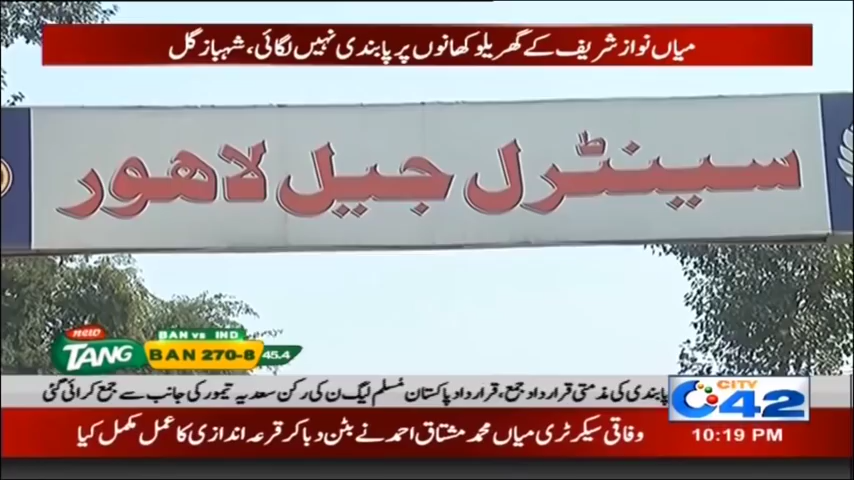 میاں نواز شریف کے گھریلو کھانوں پر پابندی نہیں لگائی، شہباز گل
سینٹرل جیل لاہور
new
TANG
BAN vs IND
BAN 270-8
45.4
پابندی کی مذمتی قرارداد جمع، قرارداد پاکستان مُسلم لیگ ن کی رکن سعدیہ تیمور کی جانب سے جمع کرائی گئی
CITY
42
وفاقی سیکرٹری میاں محمد مشتاق احمد نے بٹن دبا کر قرعہ اندازی کا عمل مکمل کیا
10:19 PM